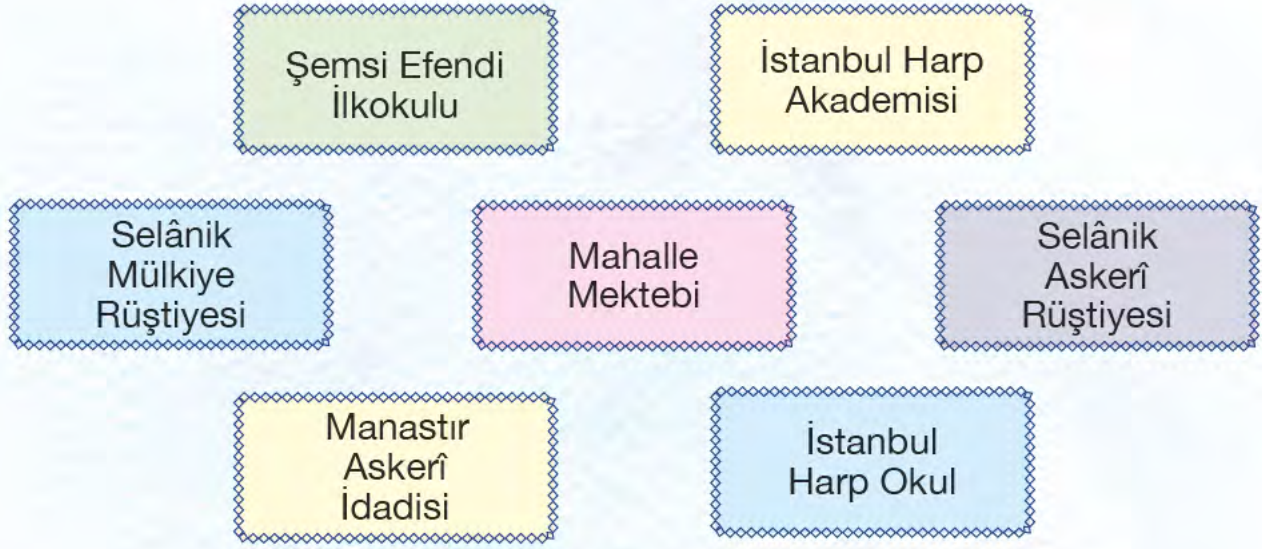 Şemsi Efendi
İlkokulu
İstanbul Harp
Akademisi
Selânik
Mülkiye
Rüştiyesi
Mahalle
Mektebi
Selânik
Askerî
Rüştiyesi
Manastır
Askerî
İdadisi
İstanbul
Harp Okul